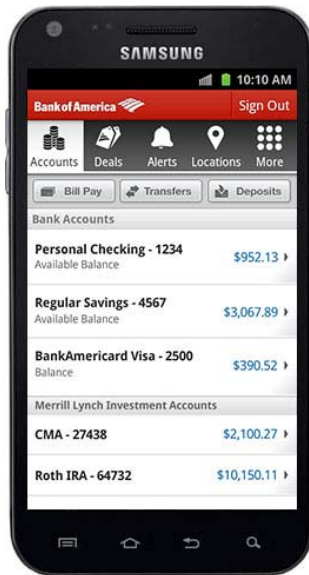 SAMSUNG
10:10 AM
Bank of America Sign Out
Accounts Deals Alerts Locations More
Bill Pay Transfers Deposits
Bank Accounts
Personal Checking - 1234
Available Balance
$952.13
Regular Savings - 4567
Available Balance
$3,067.89
BankAmericard Visa - 2500
Balance
$390.52
Merrill Lynch Investment Accounts
CMA - 27438 $2,100.27
Roth IRA - 64732 $10,150.11